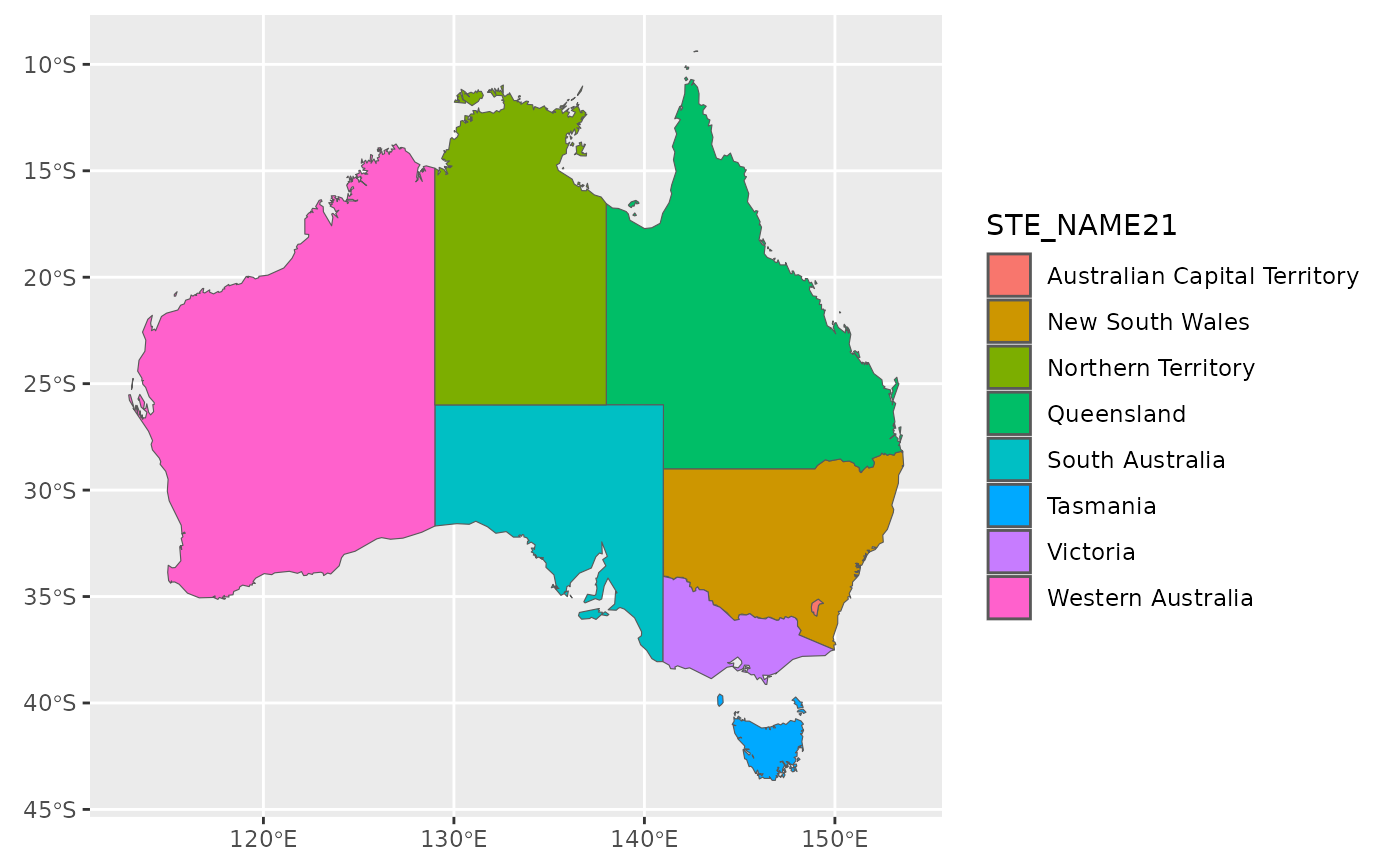 10°S
15°S
20°S
25°S
30°S
35°S
40°S
45°S
120°E
130°E
140°E
150°E
STE_NAME21
Australian Capital Territory
New South Wales
Northern Territory
Queensland
South Australia
Tasmania
Victoria
Western Australia